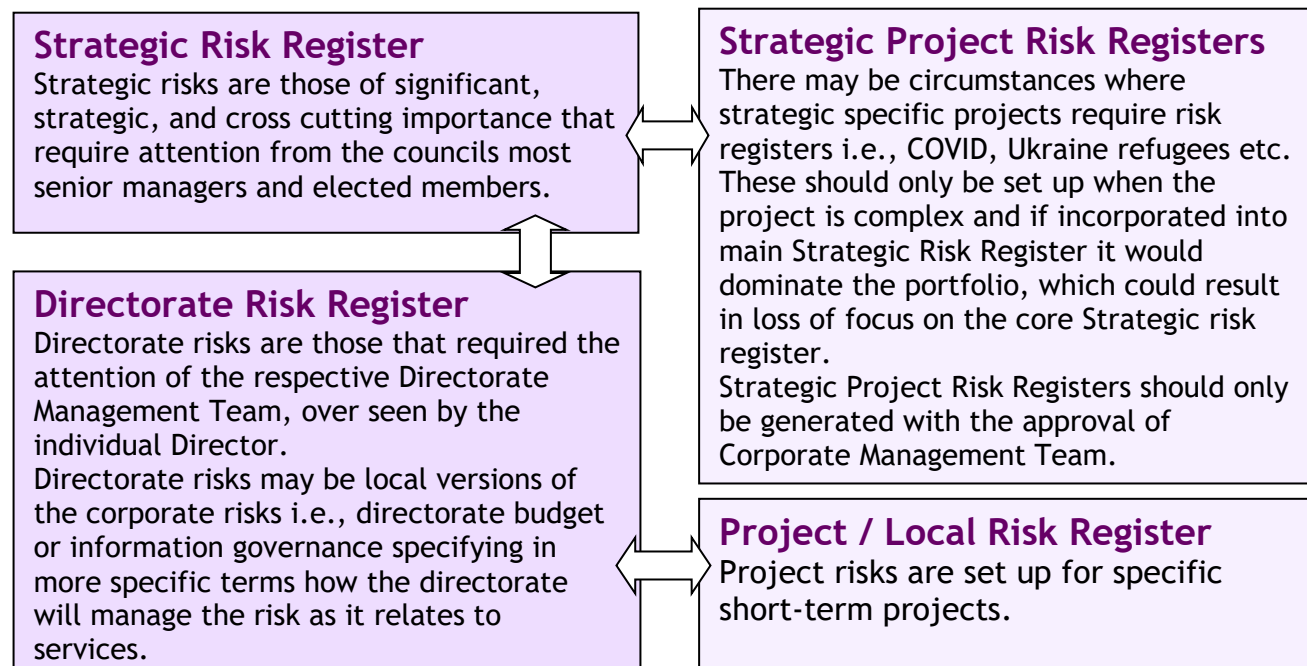 Strategic Risk Register
Strategic risks are those of significant,
strategic, and cross cutting importance that
require attention from the councils most
senior managers and elected members.
Directorate Risk Register
Directorate risks are those that required the
attention of the respective Directorate
Management Team, over seen by the
individual Director.
Directorate risks may be local versions of
the corporate risks i.e., directorate budget
or information governance specifying in
more specific terms how the directorate
will manage the risk as it relates to
services.
Strategic Project Risk Registers
There may be circumstances where
strategic specific projects require risk
registers i.e., COVID, Ukraine refugees etc.
These should only be set up when the
project is complex and if incorporated into
main Strategic Risk Register it would
dominate the portfolio, which could result
in loss of focus on the core Strategic risk
register.
Strategic Project Risk Registers should only
be generated with the approval of
Corporate Management Team.
Project / Local Risk Register
Project risks are set up for specific
short-term projects.